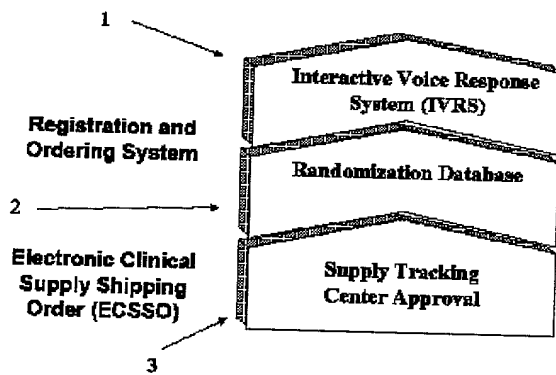 1
Interactive Voice Response
System (IVRS)
Registration and
Ordering System
Randomization Database
2
Electronic Clinical
Supply Shipping
Order (ECSSO)
Supply Tracking
Center Approval
3